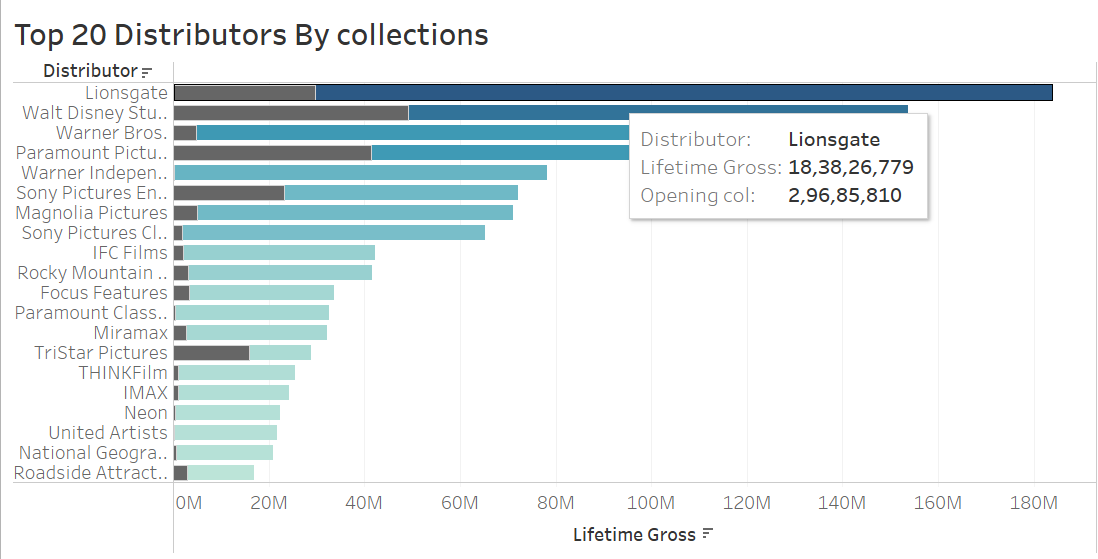 Top 20 Distributors By collections
Distributor
Lionsgate
Walt Disney Stu..
Warner Bros.
Paramount Pictu..
Warner Indepen..
Sony Pictures En..
Magnolia Pictures
Sony Pictures Cl..
IFC Films
Rocky Mountain ..
Focus Features
Paramount Class..
Miramax
TriStar Pictures
THINKFilm
IMAX
Neon
United Artists
National Geogra..
Roadside Attract..
Distributor: Lionsgate
Lifetime Gross: 18,38,26,779
Opening col: 2,96,85,810
0M 20M 40M 60M 80M 100M 120M 140M 160M 180M
Lifetime Gross